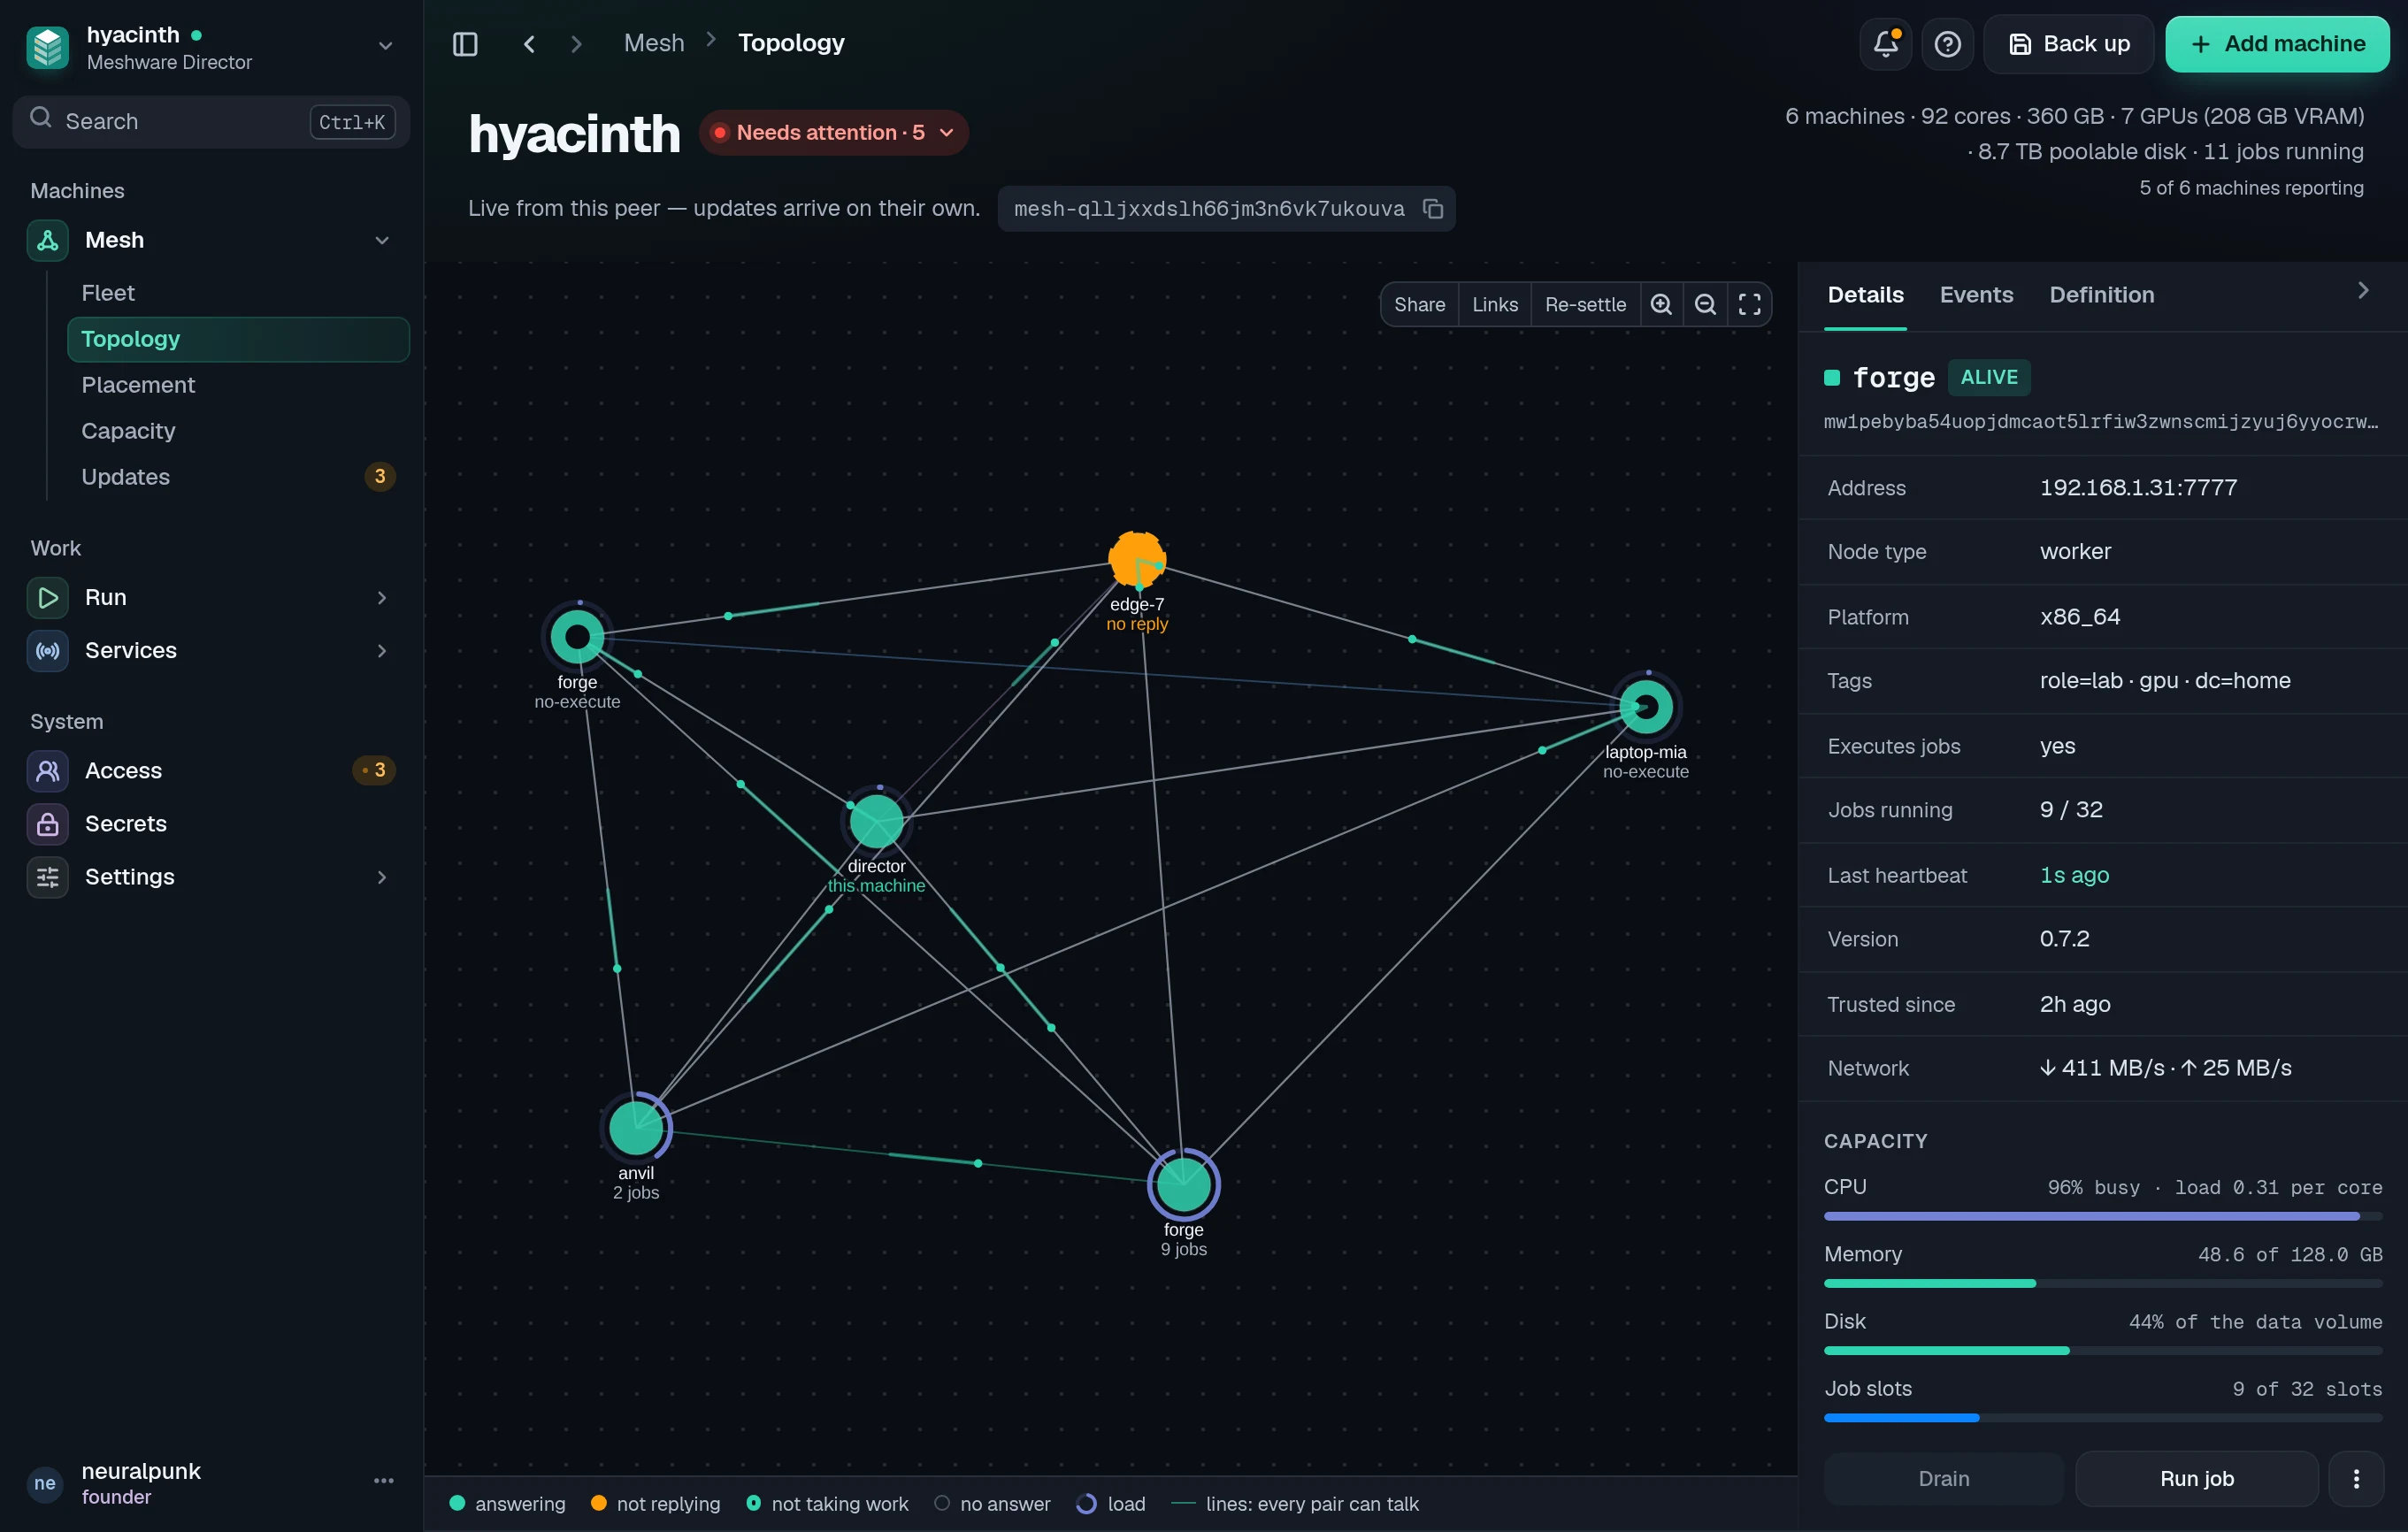 hyacinth
Meshware Director
Search
Ctrl+K
Machines
Mesh
Fleet
Topology
Placement
Capacity
Updates
3
Work
Run
Services
System
Access
3
Secrets
Settings
ne
neuralpunk
founder
Mesh
Topology
Back up
Add machine
hyacinth
Needs attention · 5
Live from this peer — updates arrive on their own.
mesh-qlljxxdslh66jm3n6vk7ukouva
6 machines · 92 cores · 360 GB · 7 GPUs (208 GB VRAM)
· 8.7 TB poolable disk · 11 jobs running
5 of 6 machines reporting
Share
Links
Re-settle
edge-7
no reply
forge
no-execute
laptop-mia
no-execute
director
this machine
anvil
2 jobs
forge
9 jobs
answering
not replying
not taking work
no answer
load
lines: every pair can talk
Details
Events
Definition
forge
ALIVE
mw1pebyba54uopjdmcaot5lrfiw3zwnscmijzyuj6yyocrw…
Address
192.168.1.31:7777
Node type
worker
Platform
x86_64
Tags
role=lab · gpu · dc=home
Executes jobs
yes
Jobs running
9 / 32
Last heartbeat
1s ago
Version
0.7.2
Trusted since
2h ago
Network
↓ 411 MB/s · ↑ 25 MB/s
CAPACITY
CPU
96% busy · load 0.31 per core
Memory
48.6 of 128.0 GB
Disk
44% of the data volume
Job slots
9 of 32 slots
Drain
Run job